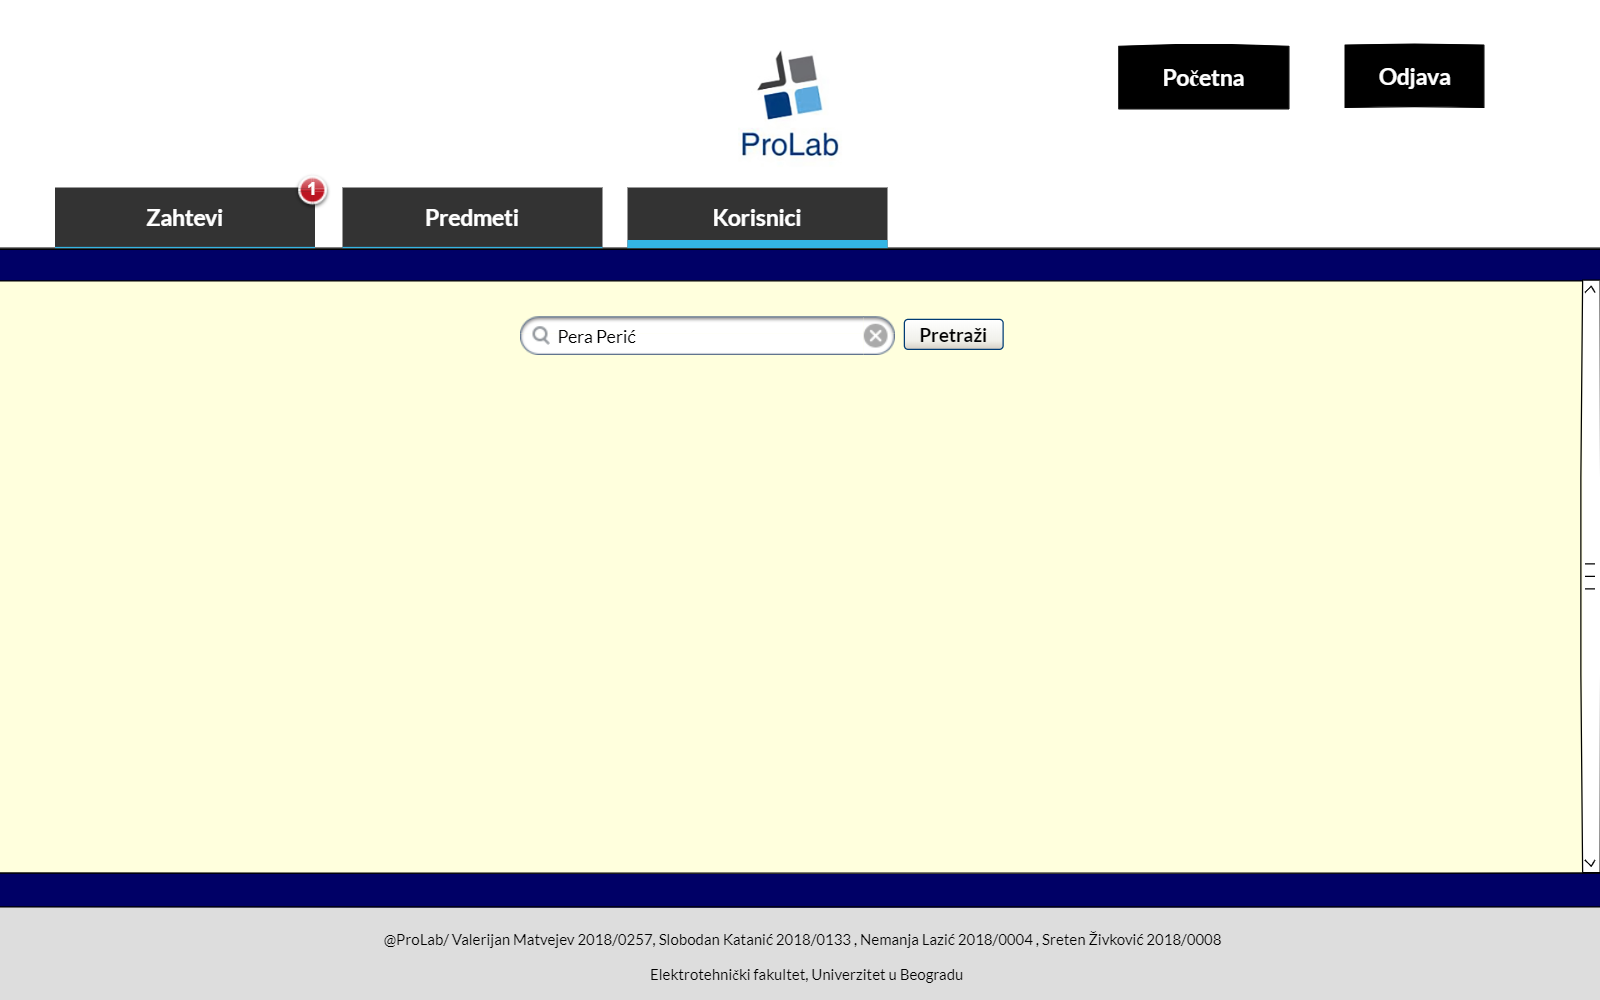 Početna
Odjava
ProLab
Zahtevi
1
Predmeti
Korisnici
Pera Perić
Pretraži
@ProLab/ Valerijan Matvejev 2018/0257, Slobodan Katanić 2018/0133 , Nemanja Lazić 2018/0004 , Sreten Živković 2018/0008
Elektrotehnički fakultet, Univerzitet u Beogradu